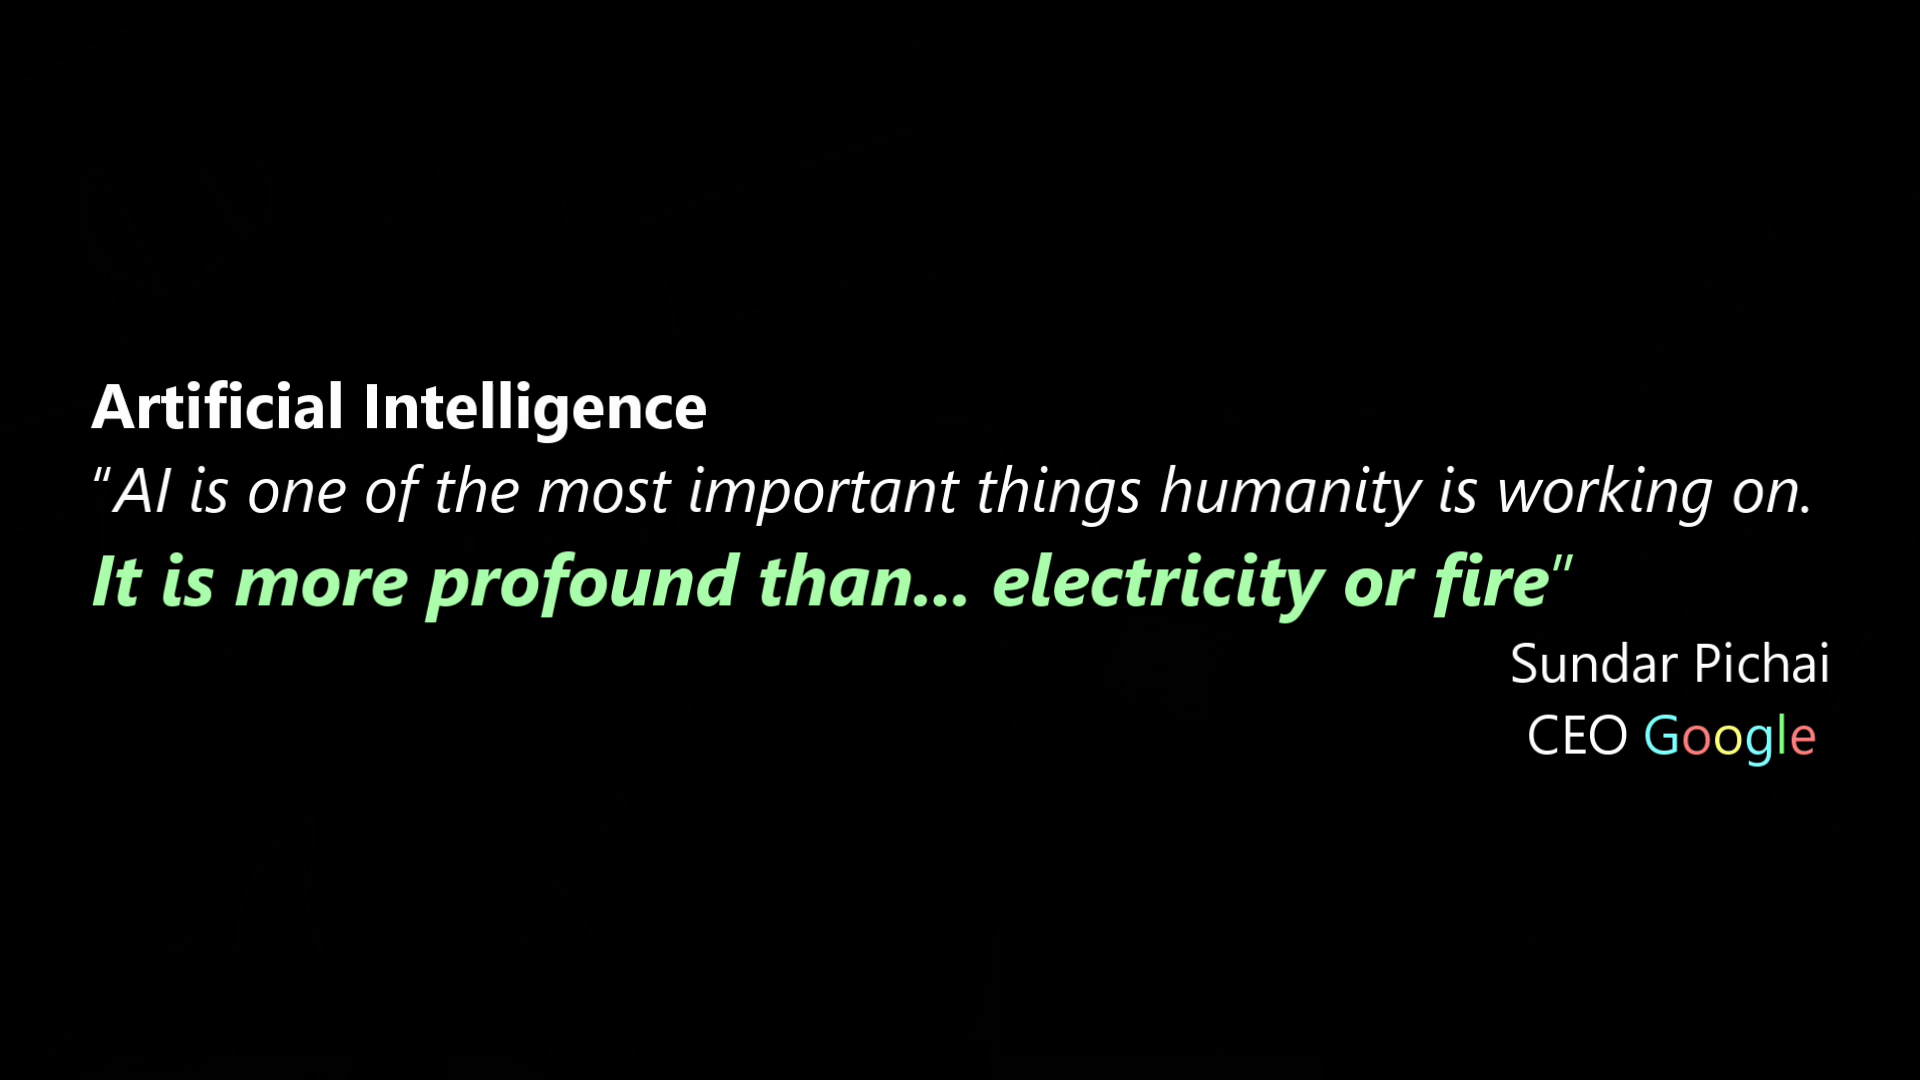 Artificial Intelligence
“AI is one of the most important things humanity is working on.
It is more profound than... electricity or fire”
Sundar Pichai
CEO Google